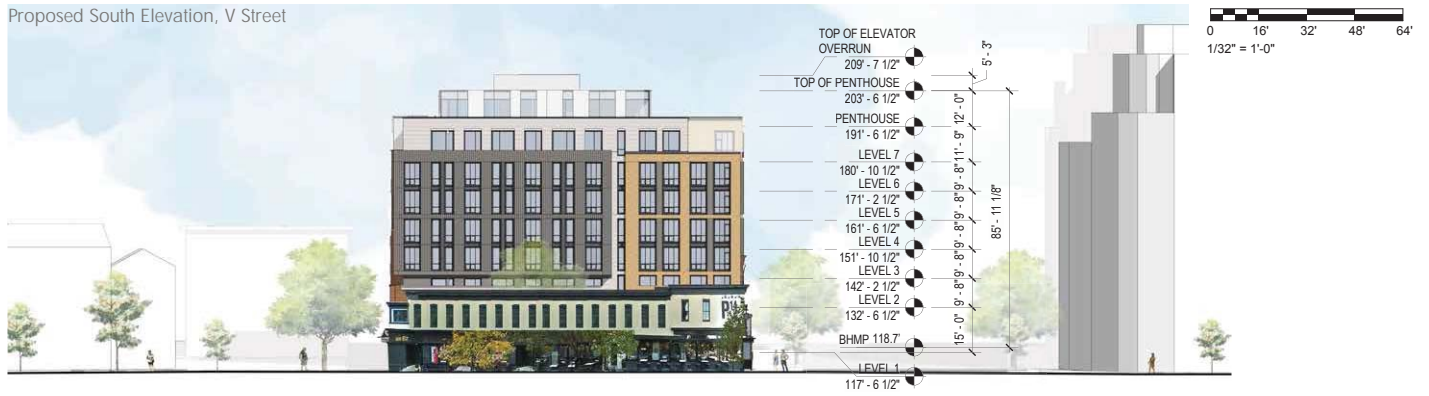 Proposed South Elevation, V Street
0 16' 32' 48' 64'
1/32" = 1'-0"
TOP OF ELEVATOR
OVERRUN
209' - 7 1/2"
TOP OF PENTHOUSE
203' - 6 1/2"
PENTHOUSE
191' - 6 1/2"
LEVEL 7
180' - 10 1/2"
LEVEL 6
171' - 2 1/2"
LEVEL 5
161' - 6 1/2"
LEVEL 4
151' - 10 1/2"
LEVEL 3
142' - 2 1/2"
LEVEL 2
132' - 6 1/2"
BHMP 118.7'
LEVEL 1
117' - 6 1/2"
5' - 3"
12' - 0"
11' - 9"
9' - 8"
9' - 8"
9' - 8"
9' - 8"
9' - 8"
15' - 0"
85' - 11 1/8"